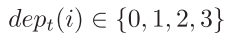 dep_t(i) ∈ {0, 1, 2, 3}